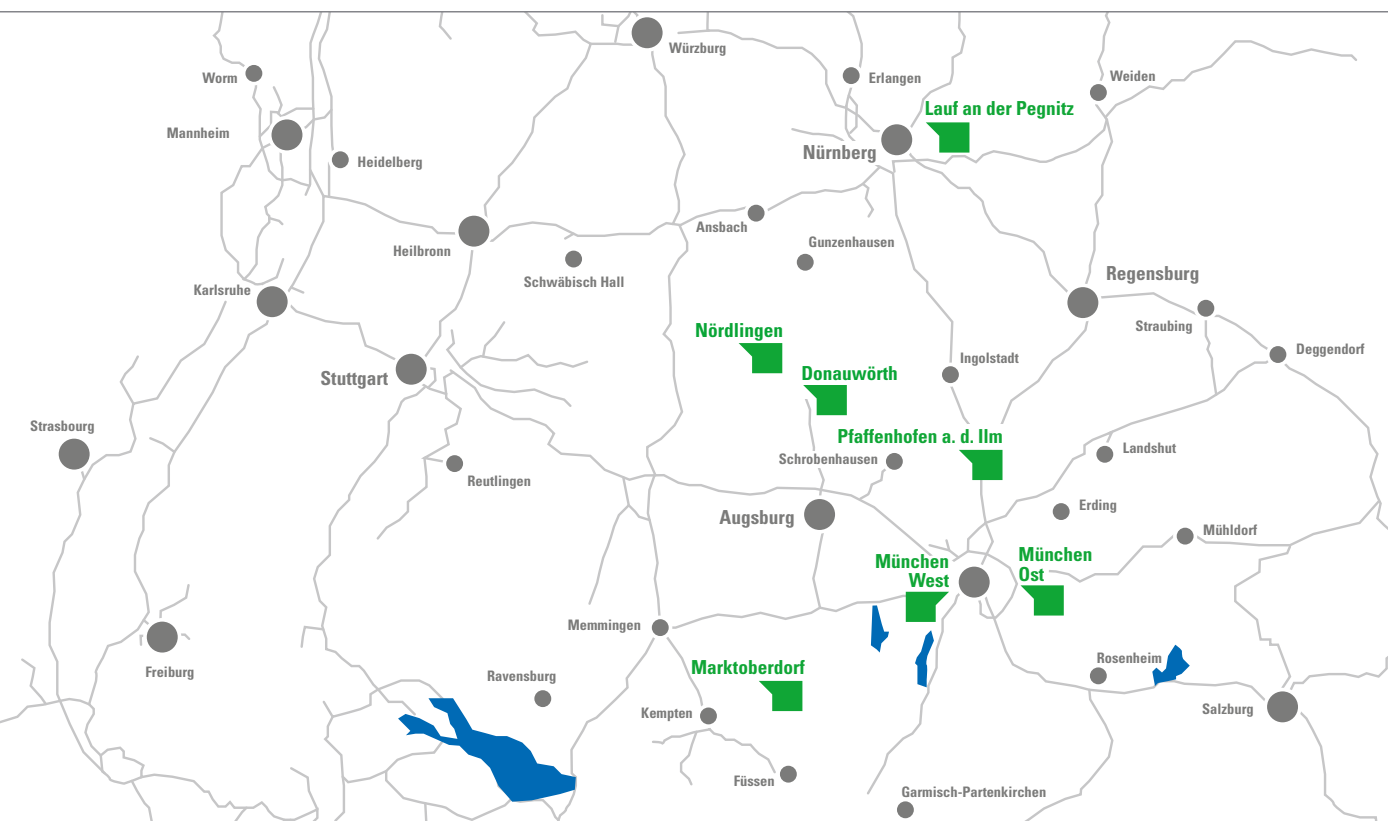 Würzburg
Worm
Erlangen
Weiden
Lauf an der Pegnitz
Mannheim
Nürnberg
Heidelberg
Ansbach
Gunzenhausen
Heilbronn
Schwäbisch Hall
Regensburg
Karlsruhe
Straubing
Nördlingen
Deggendorf
Ingolstadt
Stuttgart
Donauwörth
Strasbourg
Pfaffenhofen a. d. Ilm
Landshut
Schrobenhausen
Reutlingen
Augsburg
Erding
Mühldorf
München
West
München
Ost
Memmingen
Freiburg
Marktoberdorf
Rosenheim
Ravensburg
Kempten
Salzburg
Füssen
Garmisch-Partenkirchen